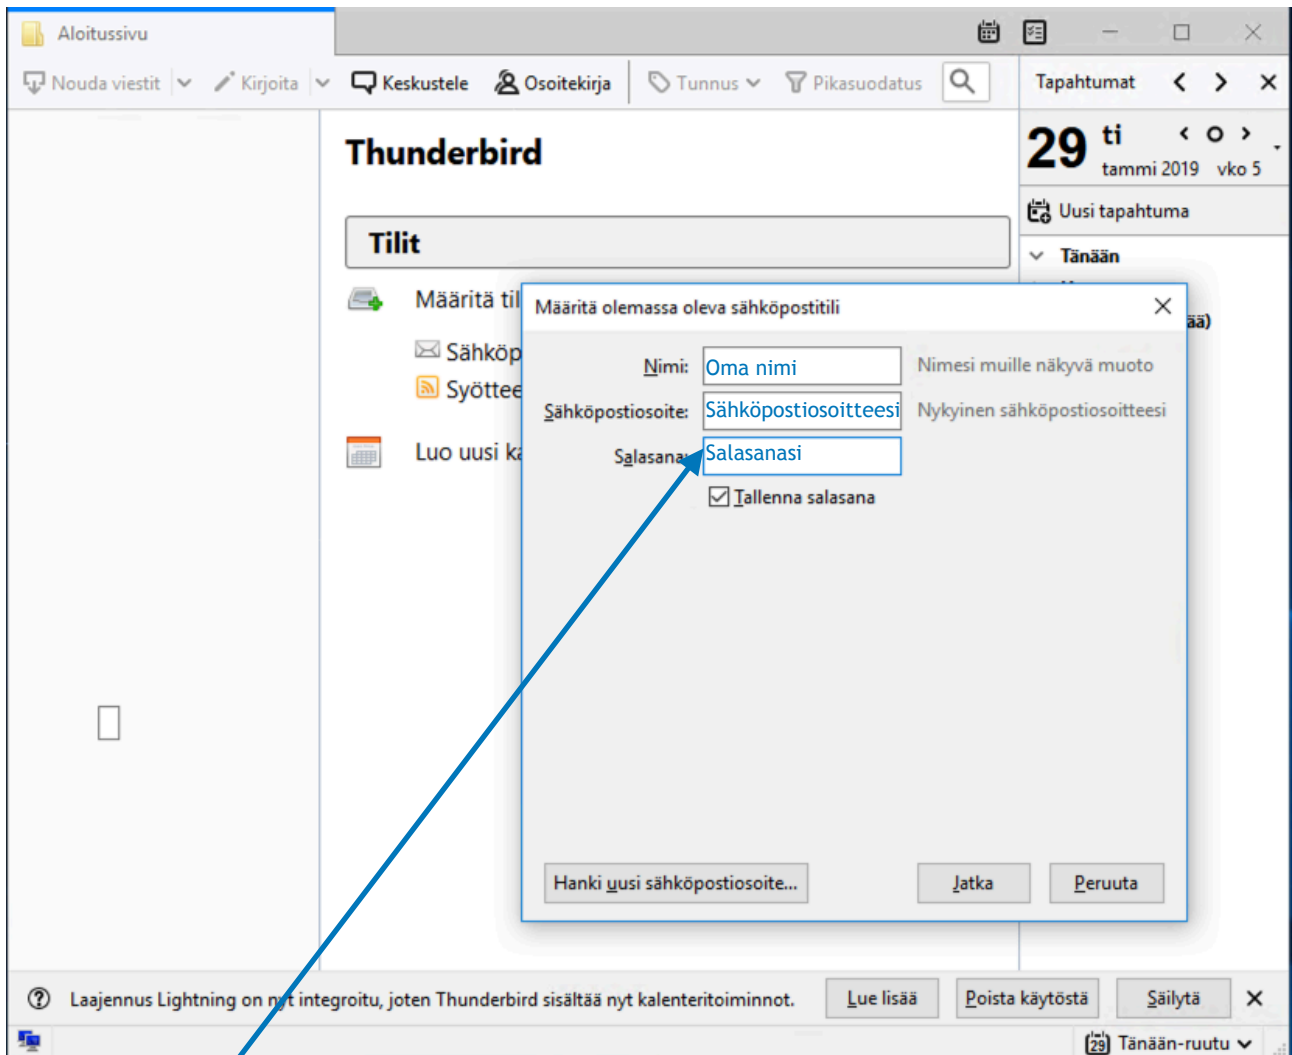 Aloitussivu
Nouda viestit Kirjoita Keskustele Osoitekirja Tunnus Pikasuodatus
Tapahtumat
Thunderbird
29 ti
tammi 2019 vko 5
Uusi tapahtuma
Tilit
Tänään
Määritä til
Sähköp
Syöttee
Luo uusi ka
ää)
Määritä olemassa oleva sähköpostitili
Nimi: Oma nimi Nimesi muille näkyvä muoto
Sähköpostiosoite: Sähköpostiosoitteesi Nykyinen sähköpostiosoitteesi
Salasana: Salasanasi
Tallenna salasana
Hanki uusi sähköpostiosoite... Jatka Peruuta
Laajennus Lightning on nyt integroitu, joten Thunderbird sisältää nyt kalenteritoiminnot. Lue lisää Poista käytöstä Säilytä
29 Tänään-ruutu